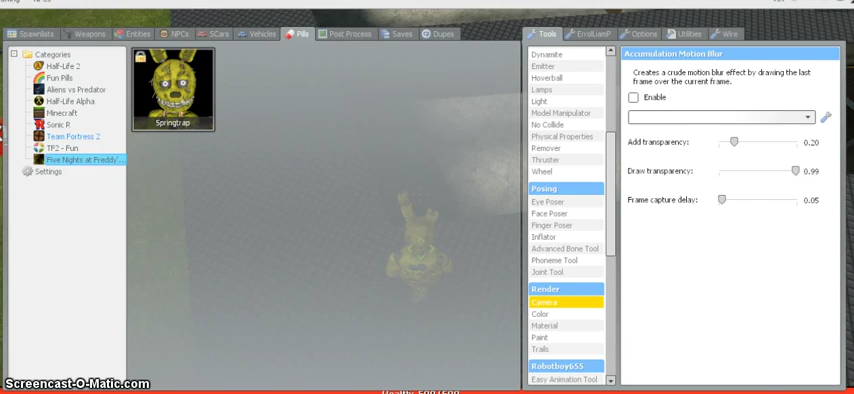 Spawnlists
Weapons
Entities
NPCs
SCars
Vehicles
Pills
Post Process
Saves
Dupes
Tools
ErrolLiamP
Options
Utilities
Wire
Categories
Half-Life 2
Fun Pills
Aliens vs Predator
Half-Life Alpha
Minecraft
Sonic R
Team Fortress 2
TF2 - Fun
Five Nights at Freddy'...
Settings
Springtrap
Dynamite
Emitter
Hoverball
Lamps
Light
Model Manipulator
No Collide
Physical Properties
Remover
Thruster
Wheel
Posing
Eye Poser
Face Poser
Finger Poser
Inflator
Advanced Bone Tool
Phoneme Tool
Joint Tool
Render
Camera
Color
Material
Paint
Trails
Robotboy655
Easy Animation Tool
Accumulation Motion Blur
Creates a crude motion blur effect by drawing the last
frame over the current frame.
Enable
Add transparency: 0.20
Draw transparency: 0.99
Frame capture delay: 0.05
Screencast-O-Matic.com